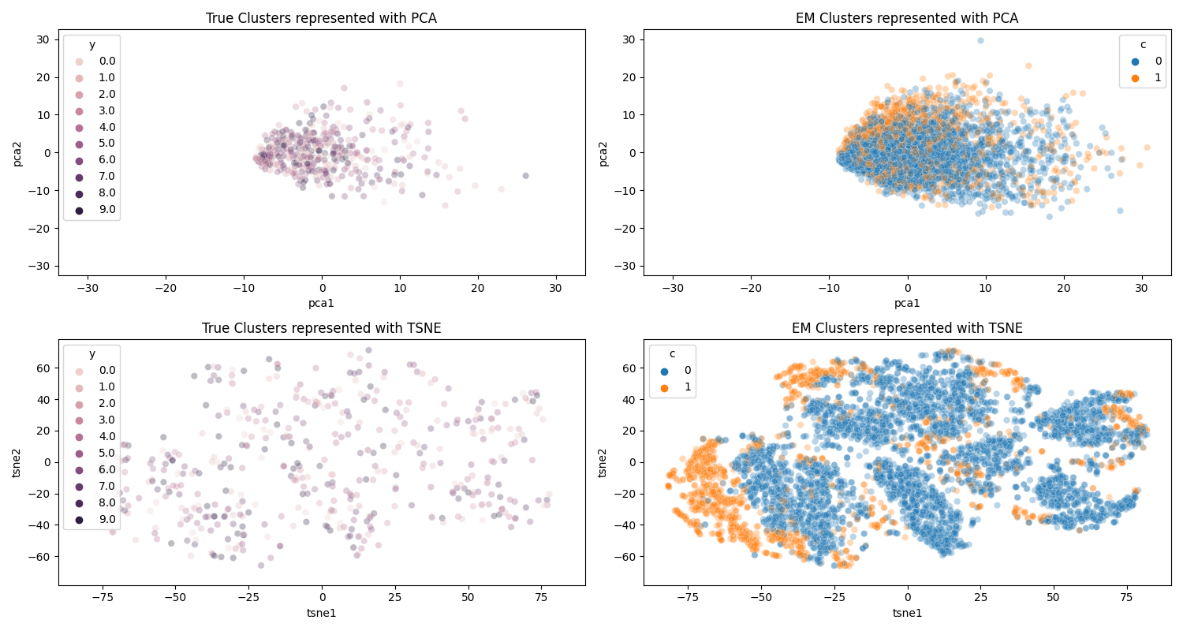 True Clusters represented with PCA
pca2
30
20
10
0
−10
−20
−30
y
0.0
1.0
2.0
3.0
4.0
5.0
6.0
7.0
8.0
9.0
−30 −20 −10 0 10 20 30
pca1
EM Clusters represented with PCA
pca2
30
20
10
0
−10
−20
−30
c
0
1
−30 −20 −10 0 10 20 30
pca1
True Clusters represented with TSNE
tsne2
60
40
20
0
−20
−40
−60
y
0.0
1.0
2.0
3.0
4.0
5.0
6.0
7.0
8.0
9.0
−75 −50 −25 0 25 50 75
tsne1
EM Clusters represented with TSNE
tsne2
60
40
20
0
−20
−40
−60
c
0
1
−75 −50 −25 0 25 50 75
tsne1